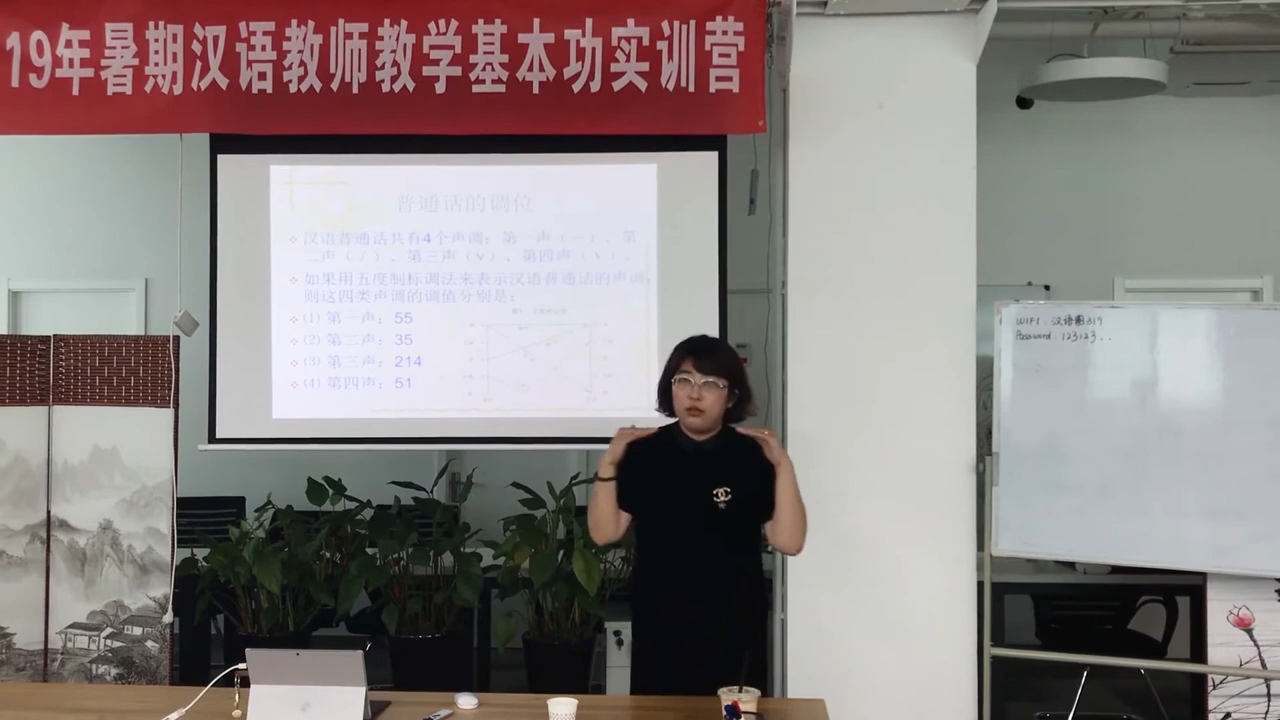 19年暑期汉语教师教学基本功实训营
普通话的调位
汉语普通话共有4个声调：第一声（一）、第
二声（ / ）、第三声（v）、第四声（ \ ）.
如果用五度制标调法来表示汉语普通话的声调，
则这四类声调的调值分别是：
(1) 第一声：55
(2) 第二声：35
(3) 第三声：214
(4) 第四声：51
WIFI：汉语圈319
Password：123123..